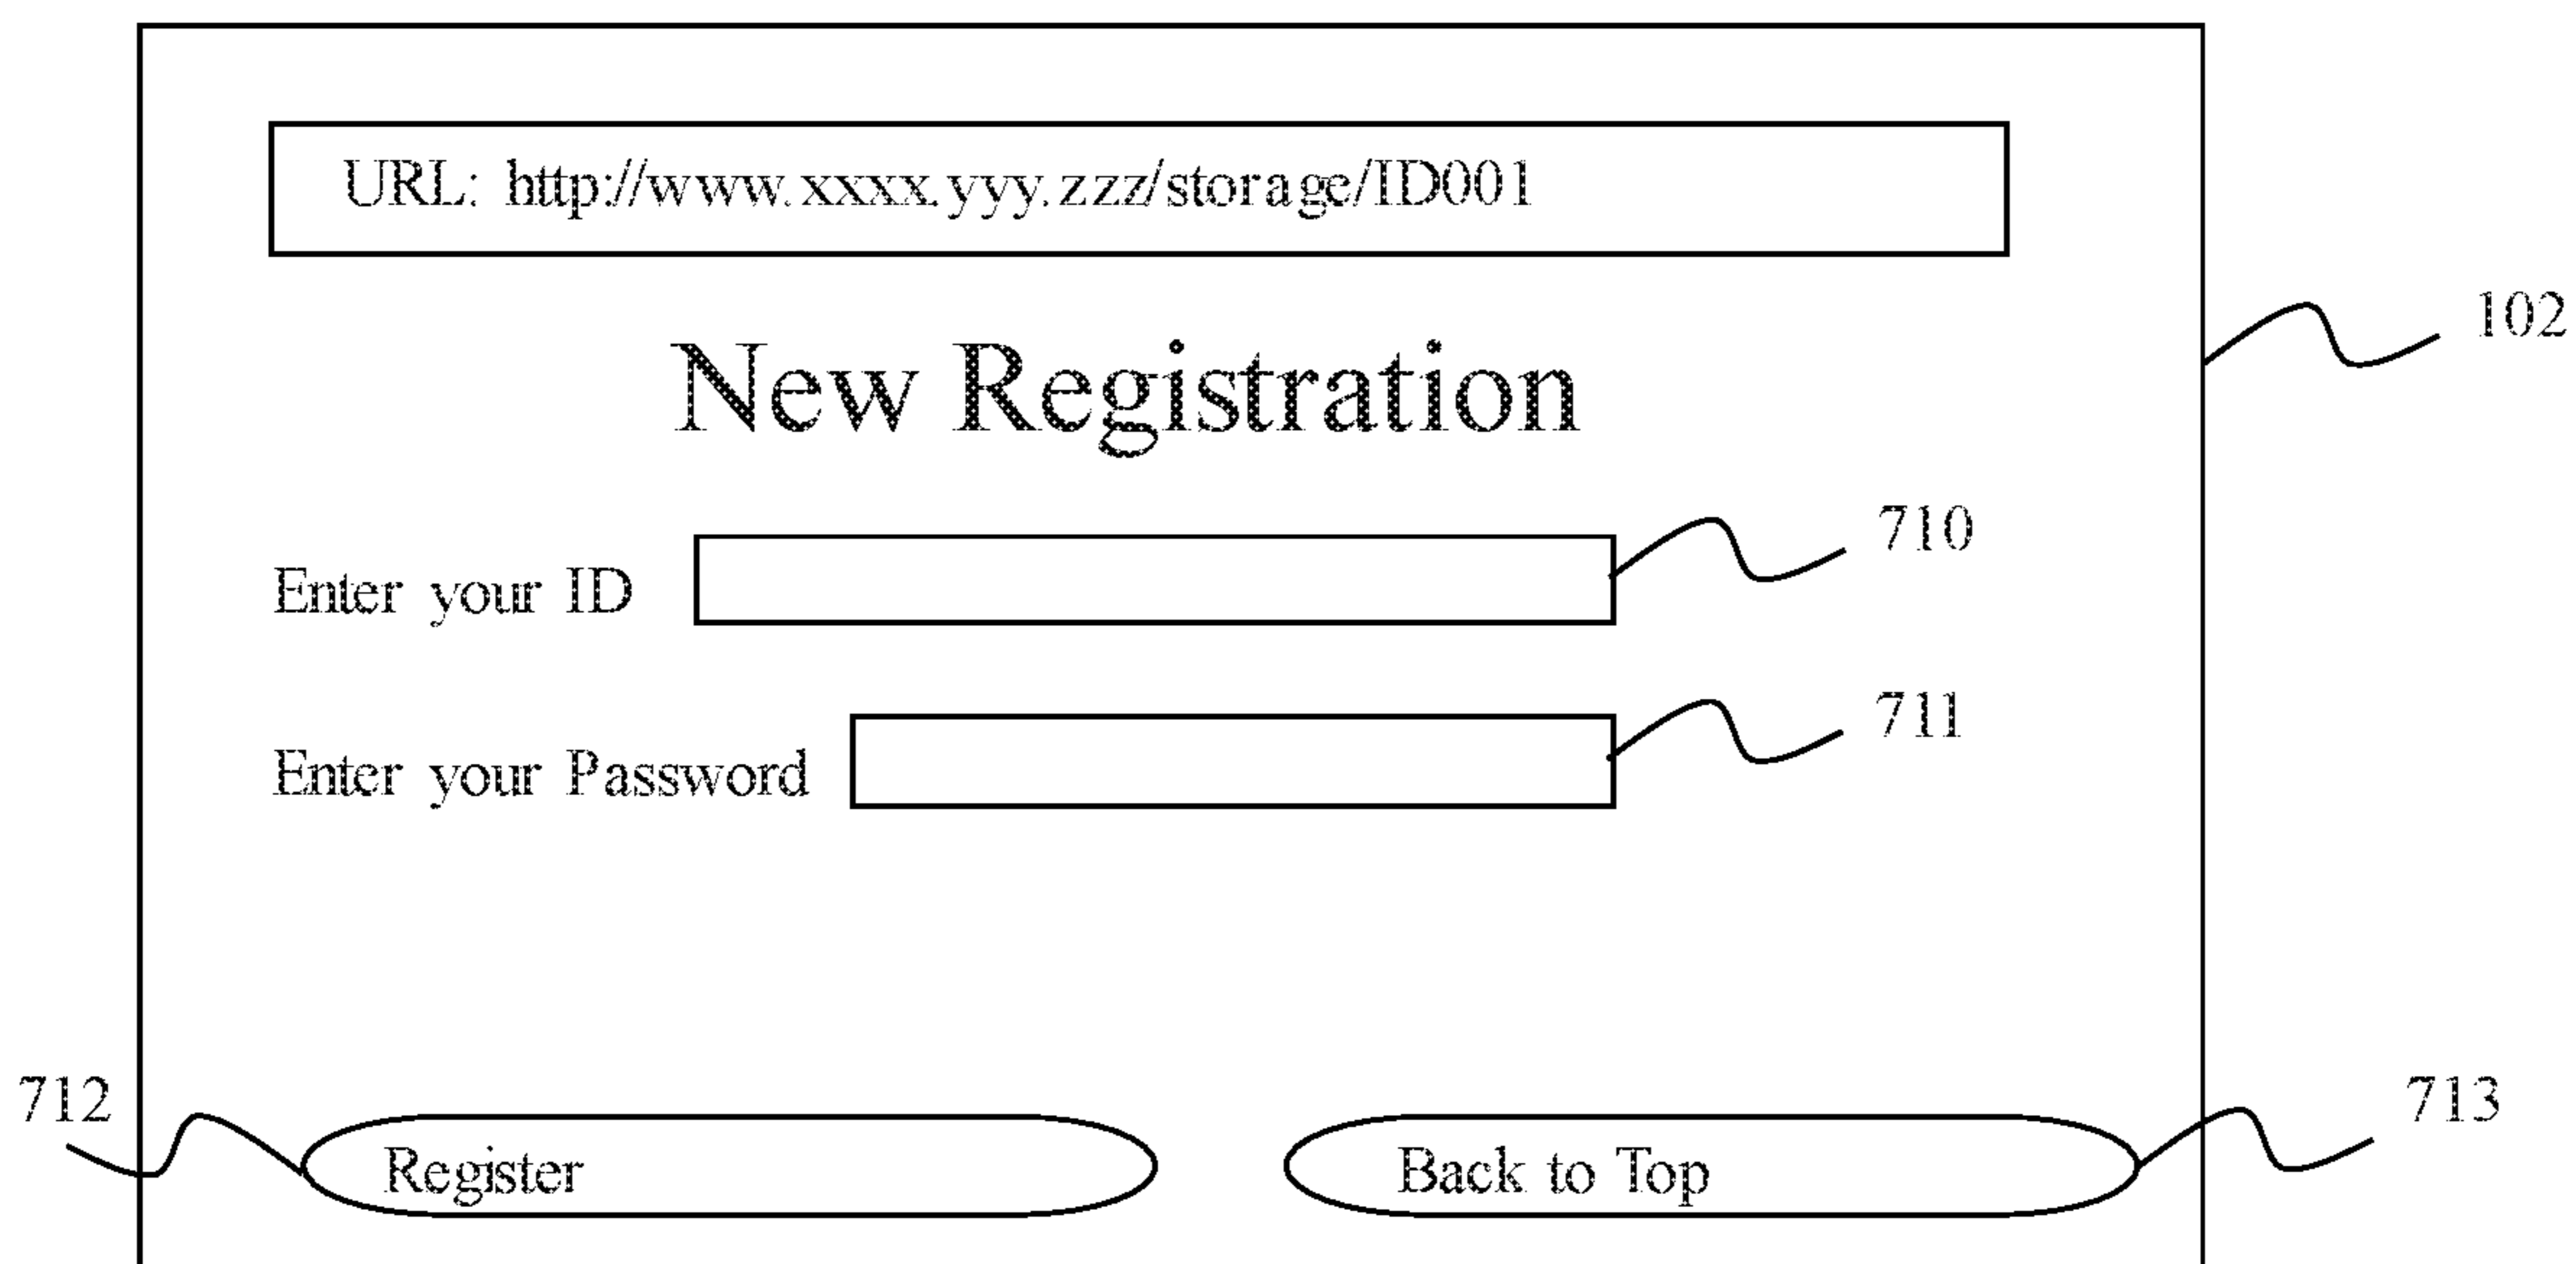 URL: http://www.xxxx.yyy.zzz/storage/ID001
New Registration
102
Enter your ID
710
Enter your Password
711
712
Register
Back to Top
713